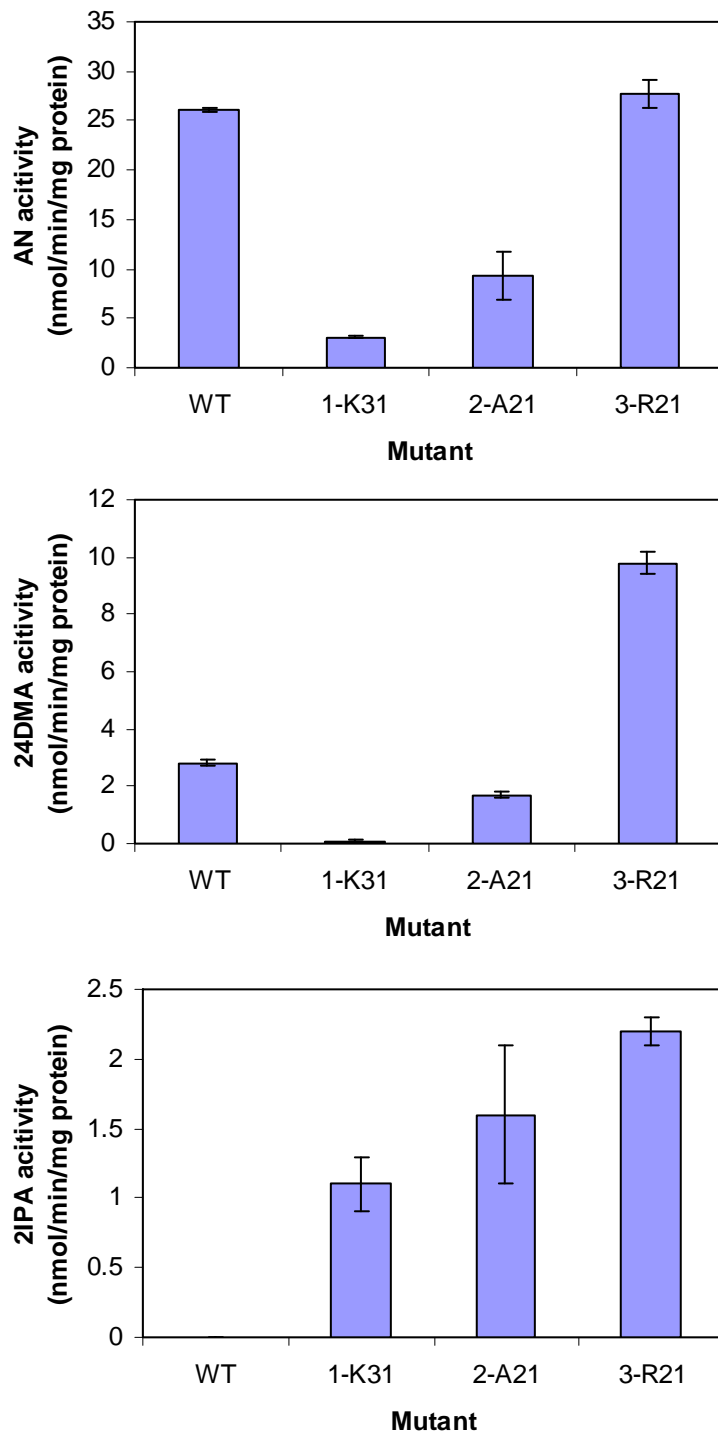 AN acitivity
(nmol/min/mg protein)
35
30
25
20
15
10
5
0
WT 1-K31 2-A21 3-R21
Mutant
24DMA acitivity
(nmol/min/mg protein)
12
10
8
6
4
2
0
WT 1-K31 2-A21 3-R21
Mutant
2IPA acitivity
(nmol/min/mg protein)
2.5
2
1.5
1
0.5
0
WT 1-K31 2-A21 3-R21
Mutant